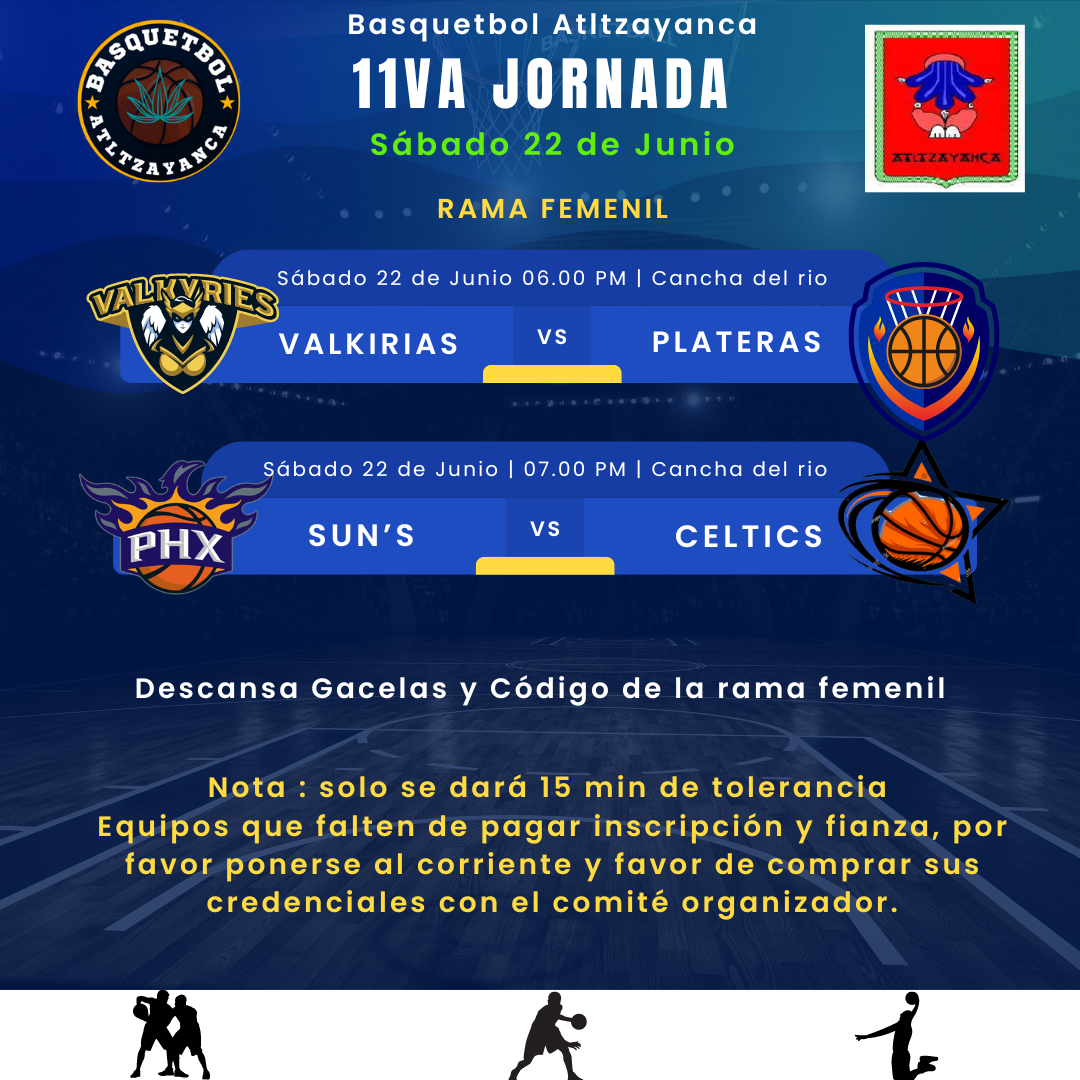 Basquetbol Atltzayanca
11VA JORNADA
Sábado 22 de Junio
BASQUETBOL
ATLTZAYANCA
ATLTZAYANCA
RAMA FEMENIL
Sábado 22 de Junio 06.00 PM | Cancha del rio
VALKYRIES
VALKIRIAS
VS
PLATERAS
Sábado 22 de Junio | 07.00 PM | Cancha del rio
PHX
SUN’S
VS
CELTICS
Descansa Gacelas y Código de la rama femenil
Nota : solo se dará 15 min de tolerancia
Equipos que falten de pagar inscripción y fianza, por
favor ponerse al corriente y favor de comprar sus
credenciales con el comité organizador.